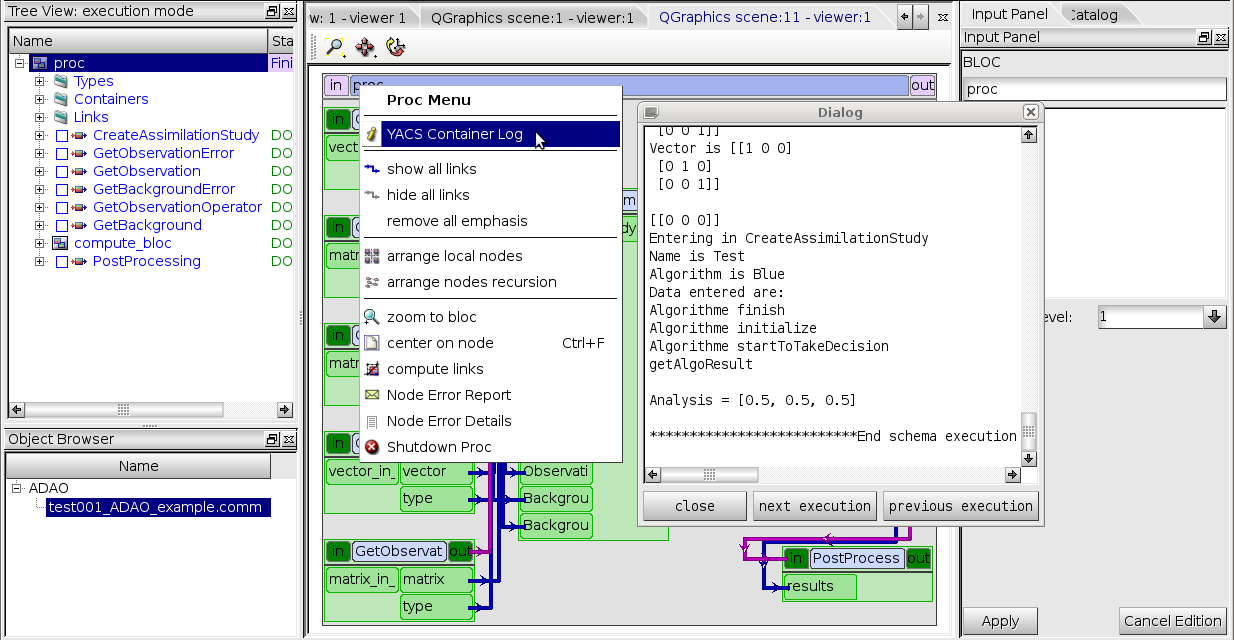 Tree View: execution mode
Name
Sta
proc
Fini
Types
Containers
Links
CreateAssimilationStudy DO
GetObservationError DO
GetObservation DO
GetBackgroundError DO
GetObservationOperator DO
GetBackground DO
compute_bloc DO
PostProcessing DO
Object Browser
Name
ADAO
test001_ADAO_example.comm
w: 1 - viewer 1
QGraphics scene:1 - viewer:1
QGraphics scene:11 - viewer:1
in
proc
out
in
vect
in
matr
in
matr
in
m
dy
Proc Menu
YACS Container Log
show all links
hide all links
remove all emphasis
arrange local nodes
arrange nodes recursion
zoom to bloc
center on node Ctrl+F
compute links
Node Error Report
Node Error Details
Shutdown Proc
vector_in_ vector
type
Observati
Backgrou
Backgrou
in GetObservat out
matrix_in_ matrix
type
in PostProcess out
results
Dialog
[0 0 1]]
Vector is [[1 0 0]
[0 1 0]
[0 0 1]]
[[0 0 0]]
Entering in CreateAssimilationStudy
Name is Test
Algorithm is Blue
Data entered are:
Algorithme finish
Algorithme initialize
Algorithme startToTakeDecision
getAlgoResult
Analysis = [0.5, 0.5, 0.5]
**************************End schema execution
close
next execution
previous execution
Input Panel
Catalog
Input Panel
BLOC
proc
evel:
1
Apply
Cancel Edition